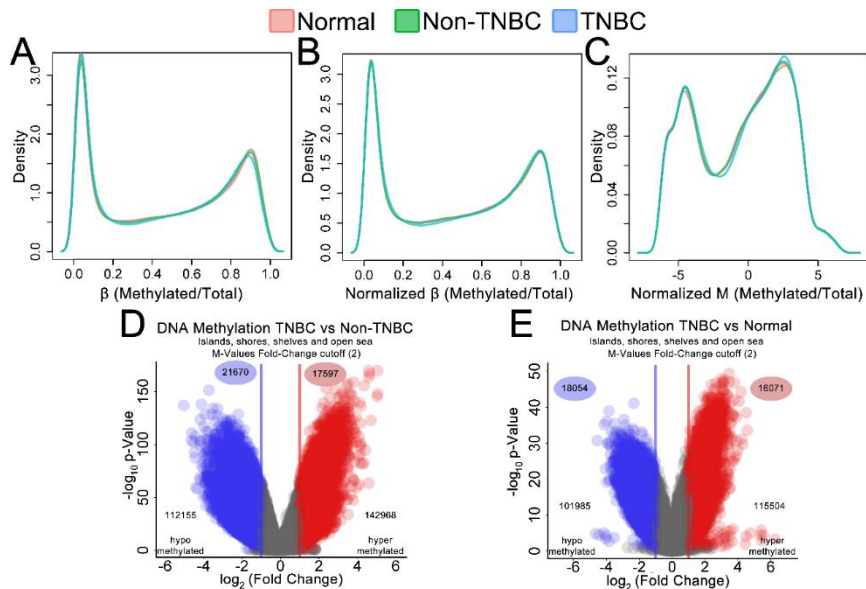 Normal Non-TNBC TNBC
A
Density
0.0 0.5 1.0 1.5 2.0 3.0
0.0 0.2 0.4 0.6 0.8 1.0
β (Methylated/Total)
B
Density
0.0 0.5 1.0 1.5 2.0 3.0
0.0 0.2 0.4 0.6 0.8 1.0
Normalized β (Methylated/Total)
C
Density
0.00 0.04 0.08 0.12
-5 0 5
Normalized M (Methylated/Total)
D
DNA Methylation TNBC vs Non-TNBC
Islands, shores, shelves and open sea
M-Values Fold-Change cutoff (2)
21670
17597
-log10 p-Value
0 50 100 150
112155
142968
hypo
methylated
hyper
methylated
-6 -4 -2 0 2 4 6
log2 (Fold Change)
E
DNA Methylation TNBC vs Normal
Islands, shores, shelves and open sea
M-Values Fold-Change cutoff (2)
18054
16071
-log10 p-Value
0 10 20 30 40 50
101985
115504
hypo
methylated
hyper
methylated
-6 -4 -2 0 2 4 6
log2 (Fold Change)